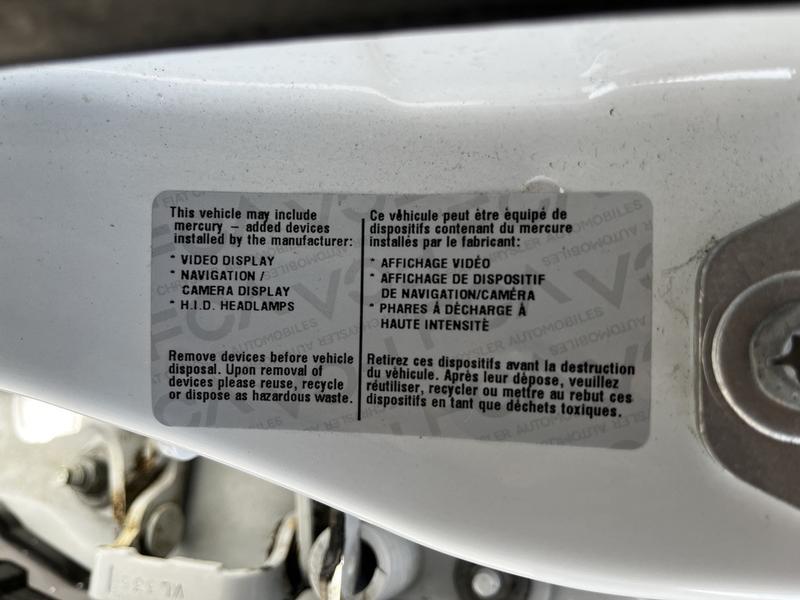 This vehicle may include
mercury – added devices
installed by the manufacturer:
* VIDEO DISPLAY
* NAVIGATION /
CAMERA DISPLAY
* H.I.D. HEADLAMPS
Remove devices before vehicle
disposal. Upon removal of
devices please reuse, recycle
or dispose as hazardous waste.
Ce véhicule peut être équipé de
dispositifs contenant du mercure
installés par le fabricant:
* AFFICHAGE VIDÉO
* AFFICHAGE DE DISPOSITIF
DE NAVIGATION/CAMÉRA
* PHARES À DÉCHARGE À
HAUTE INTENSITÉ
Retirez ces dispositifs avant la destruction
du véhicule. Après leur dépose, veuillez
réutiliser, recycler ou mettre au rebut ces
dispositifs en tant que déchets toxiques.